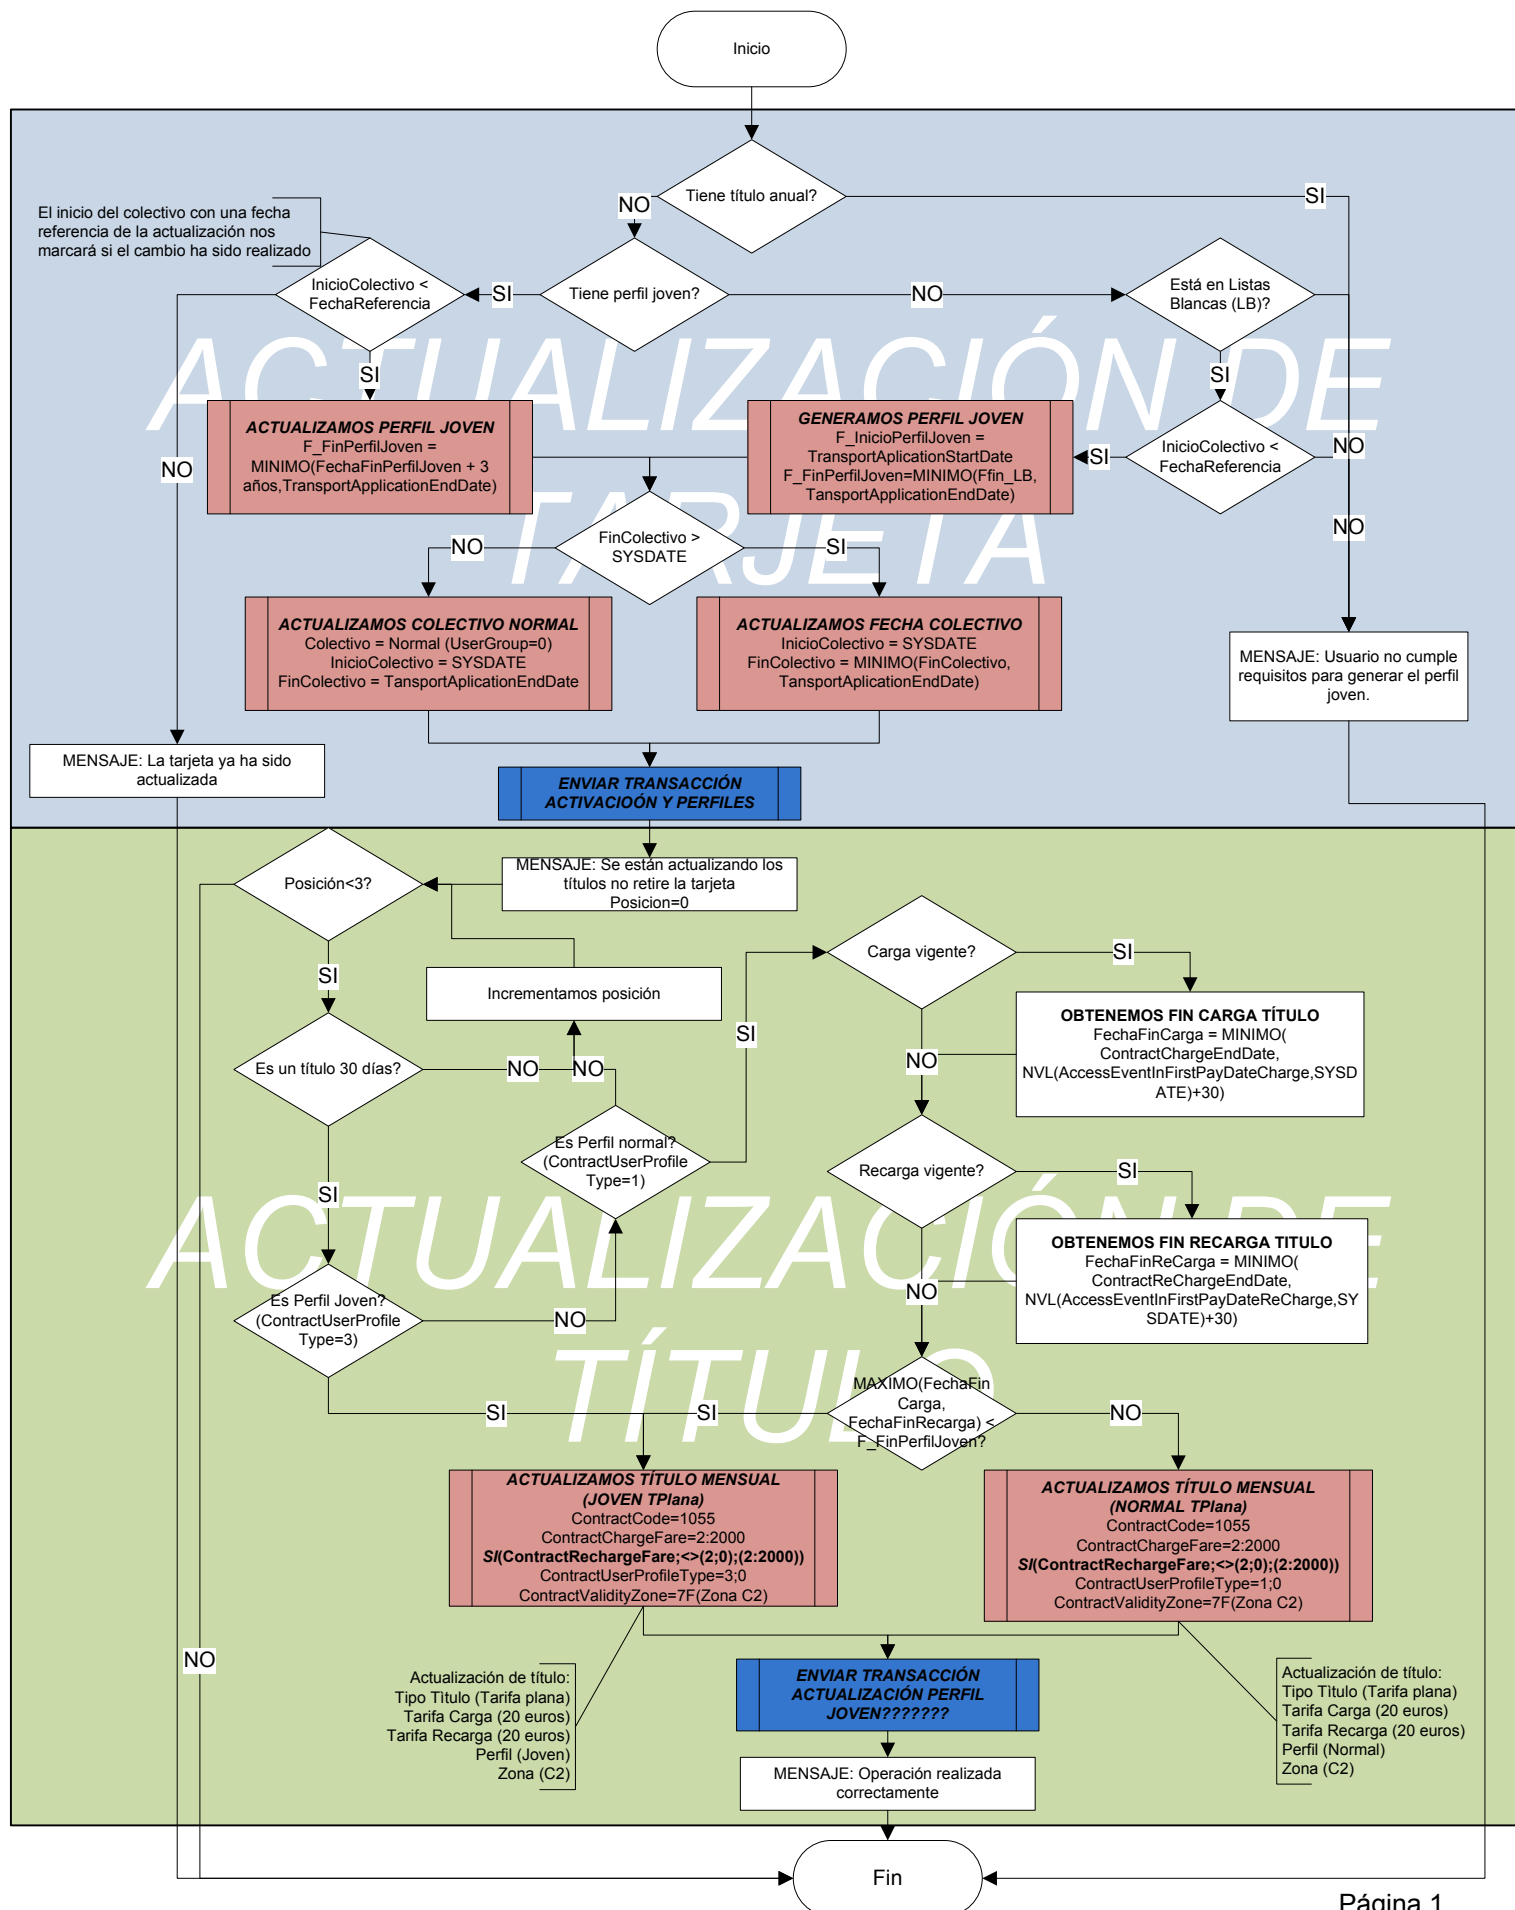 Inicio
Tiene título anual?
SI
NO
El inicio del colectivo con una fecha
referencia de la actualización nos
marcará si el cambio ha sido realizado
InicioColectivo <
FechaReferencia
SI
Tiene perfil joven?
NO
Está en Listas
Blancas (LB)?
ACTUALIZACIÓN DE
TARJETA
SI
SI
ACTUALIZAMOS PERFIL JOVEN
F_FinPerfilJoven =
MINIMO(FechaFinPerfilJoven + 3
años,TransportApplicationEndDate)
GENERAMOS PERFIL JOVEN
F_InicioPerfilJoven =
TransportAplicationStartDate
F_FinPerfilJoven=MINIMO(Ffin_LB,
TansportApplicationEndDate)
SI
InicioColectivo <
FechaReferencia
NO
NO
NO
NO
FinColectivo >
SYSDATE
SI
ACTUALIZAMOS COLECTIVO NORMAL
Colectivo = Normal (UserGroup=0)
InicioColectivo = SYSDATE
FinColectivo = TansportAplicationEndDate
ACTUALIZAMOS FECHA COLECTIVO
InicioColectivo = SYSDATE
FinColectivo = MINIMO(FinColectivo,
TansportAplicationEndDate)
MENSAJE: Usuario no cumple
requisitos para generar el perfil
joven.
MENSAJE: La tarjeta ya ha sido
actualizada
ENVIAR TRANSACCIÓN
ACTIVACIOÓN Y PERFILES
Posición<3?
MENSAJE: Se están actualizando los
títulos no retire la tarjeta
Posicion=0
Carga vigente?
SI
SI
Incrementamos posición
SI
OBTENEMOS FIN CARGA TÍTULO
FechaFinCarga = MINIMO(
ContractChargeEndDate,
NVL(AccessEventInFirstPayDateCharge,SYSD
ATE)+30)
Es un título 30 días?
NO
NO
NO
Es Perfil normal?
(ContractUserProfile
Type=1)
Recarga vigente?
SI
SI
ACTUALIZACIÓN DE
TÍTULO
OBTENEMOS FIN RECARGA TITULO
FechaFinReCarga = MINIMO(
ContractReChargeEndDate,
NVL(AccessEventInFirstPayDateReCharge,SY
SDATE)+30)
NO
Es Perfil Joven?
(ContractUserProfile
Type=3)
NO
MAXIMO(FechaFin
Carga,
FechaFinRecarga) <
F_FinPerfilJoven?
SI
SI
NO
ACTUALIZAMOS TÍTULO MENSUAL
(JOVEN TPlana)
ContractCode=1055
ContractChargeFare=2:2000
SI(ContractRechargeFare;<>(2;0);(2:2000))
ContractUserProfileType=3;0
ContractValidityZone=7F(Zona C2)
ACTUALIZAMOS TÍTULO MENSUAL
(NORMAL TPlana)
ContractCode=1055
ContractChargeFare=2:2000
SI(ContractRechargeFare;<>(2;0);(2:2000))
ContractUserProfileType=1;0
ContractValidityZone=7F(Zona C2)
NO
Actualización de título:
Tipo Tìtulo (Tarifa plana)
Tarifa Carga (20 euros)
Tarifa Recarga (20 euros)
Perfil (Joven)
Zona (C2)
ENVIAR TRANSACCIÓN
ACTUALIZACIÓN PERFIL
JOVEN???????
Actualización de título:
Tipo Tìtulo (Tarifa plana)
Tarifa Carga (20 euros)
Tarifa Recarga (20 euros)
Perfil (Normal)
Zona (C2)
MENSAJE: Operación realizada
correctamente
Fin
Página 1